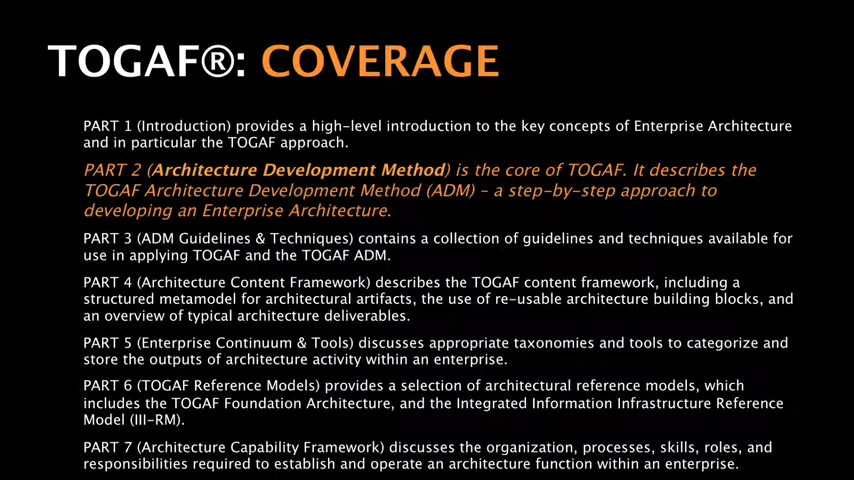 TOGAF®: COVERAGE
PART 1 (Introduction) provides a high-level introduction to the key concepts of Enterprise Architecture
and in particular the TOGAF approach.
PART 2 (Architecture Development Method) is the core of TOGAF. It describes the
TOGAF Architecture Development Method (ADM) – a step-by-step approach to
developing an Enterprise Architecture.
PART 3 (ADM Guidelines & Techniques) contains a collection of guidelines and techniques available for
use in applying TOGAF and the TOGAF ADM.
PART 4 (Architecture Content Framework) describes the TOGAF content framework, including a
structured metamodel for architectural artifacts, the use of re-usable architecture building blocks, and
an overview of typical architecture deliverables.
PART 5 (Enterprise Continuum & Tools) discusses appropriate taxonomies and tools to categorize and
store the outputs of architecture activity within an enterprise.
PART 6 (TOGAF Reference Models) provides a selection of architectural reference models, which
includes the TOGAF Foundation Architecture, and the Integrated Information Infrastructure Reference
Model (III-RM).
PART 7 (Architecture Capability Framework) discusses the organization, processes, skills, roles, and
responsibilities required to establish and operate an architecture function within an enterprise.